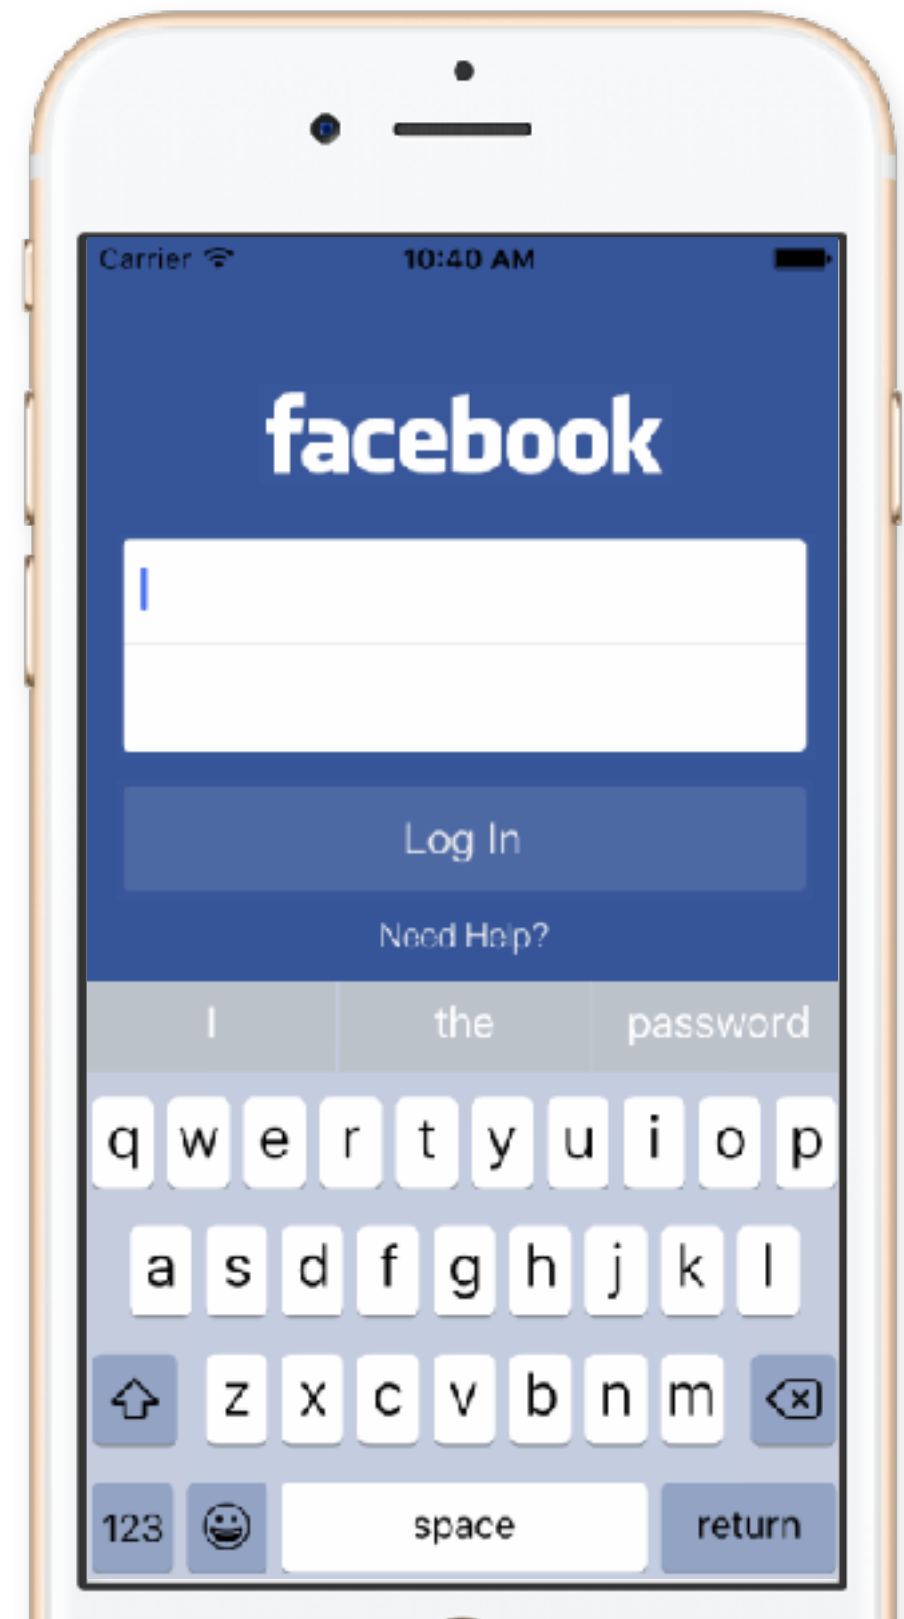 Carrier 10:40 AM
facebook
Log In
Need Help?
I the password
q w e r t y u i o p
a s d f g h j k l
z x c v b n m
123 space return